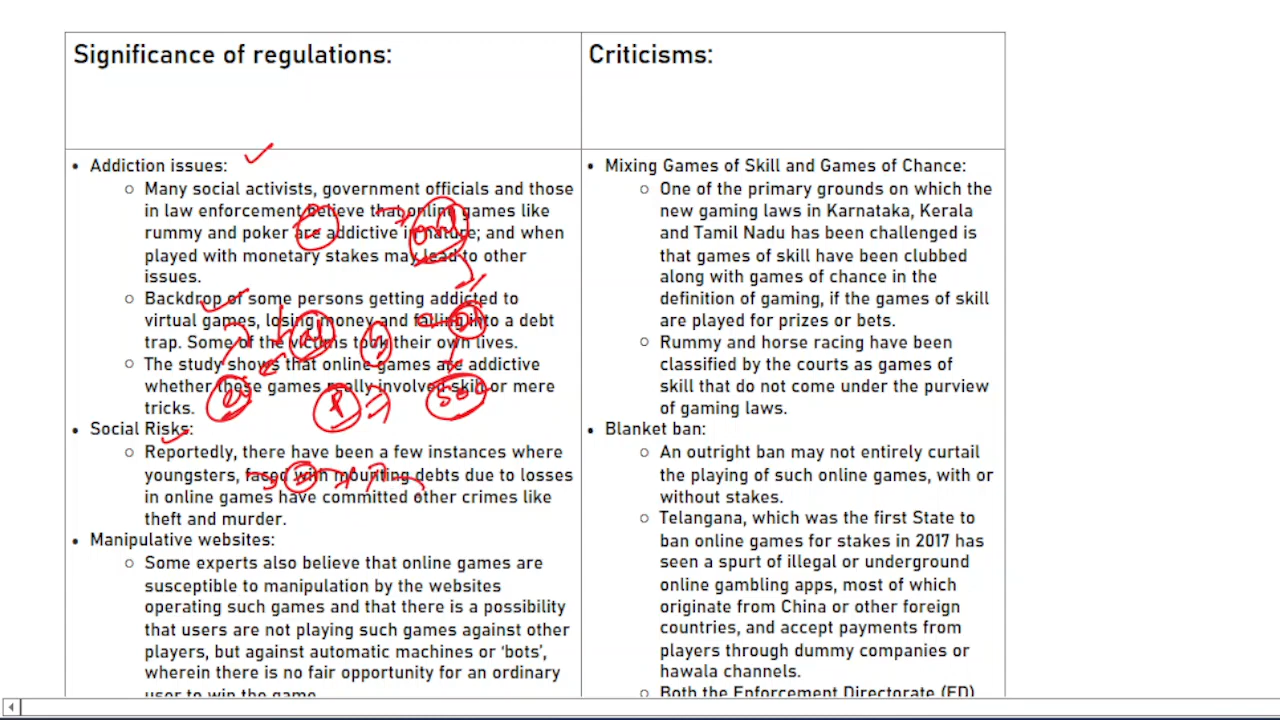 Significance of regulations:
Criticisms:
• Addiction issues:
○ Many social activists, government officials and those
in law enforcement believe that online games like
rummy and poker are addictive in nature; and when
played with monetary stakes may lead to other
issues.
○ Backdrop of some persons getting addicted to
virtual games, losing money and falling into a debt
trap. Some of the victims took their own lives.
○ The study shows that online games are addictive
whether these games really involved skill or mere
tricks.
• Social Risks:
○ Reportedly, there have been a few instances where
youngsters, faced with mounting debts due to losses
in online games have committed other crimes like
theft and murder.
• Manipulative websites:
○ Some experts also believe that online games are
susceptible to manipulation by the websites
operating such games and that there is a possibility
that users are not playing such games against other
players, but against automatic machines or ‘bots’,
wherein there is no fair opportunity for an ordinary
user to win the game.
• Mixing Games of Skill and Games of Chance:
○ One of the primary grounds on which the
new gaming laws in Karnataka, Kerala
and Tamil Nadu has been challenged is
that games of skill have been clubbed
along with games of chance in the
definition of gaming, if the games of skill
are played for prizes or bets.
○ Rummy and horse racing have been
classified by the courts as games of
skill that do not come under the purview
of gaming laws.
• Blanket ban:
○ An outright ban may not entirely curtail
the playing of such online games, with or
without stakes.
○ Telangana, which was the first State to
ban online games for stakes in 2017 has
seen a spurt of illegal or underground
online gambling apps, most of which
originate from China or other foreign
countries, and accept payments from
players through dummy companies or
hawala channels.
○ Both the Enforcement Directorate (ED)